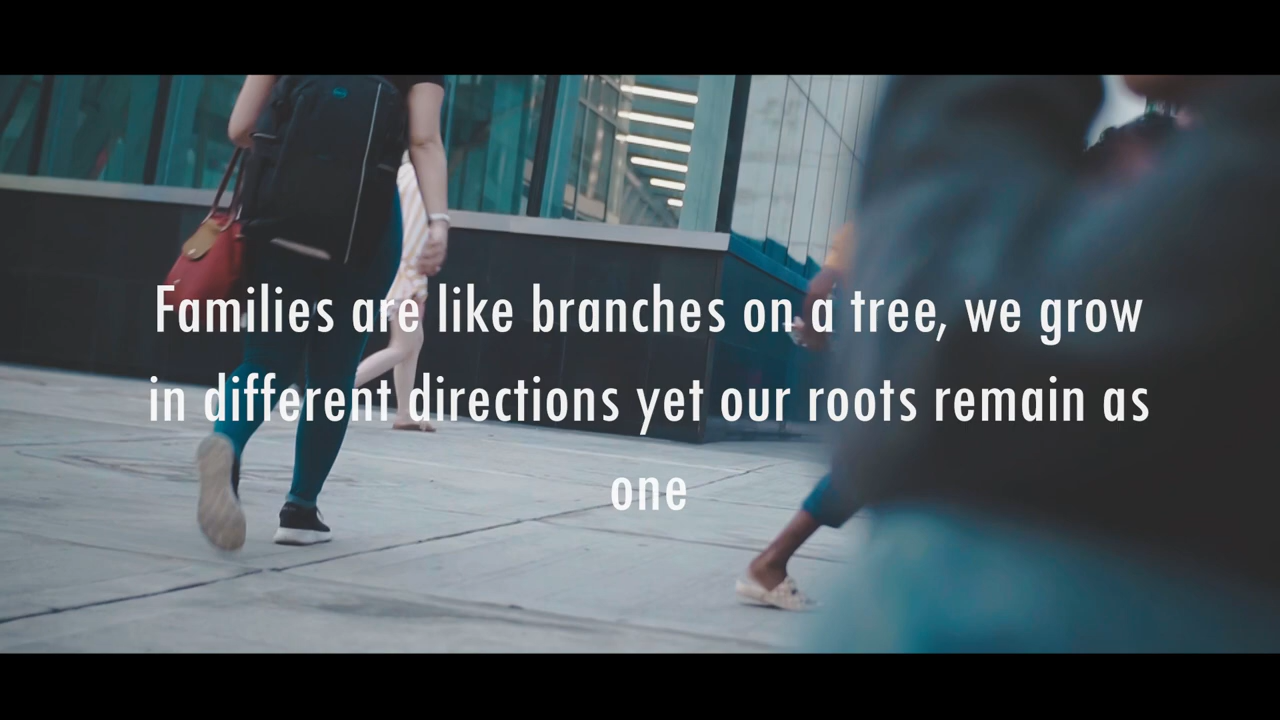 Families are like branches on a tree, we grow
in different directions yet our roots remain as
one